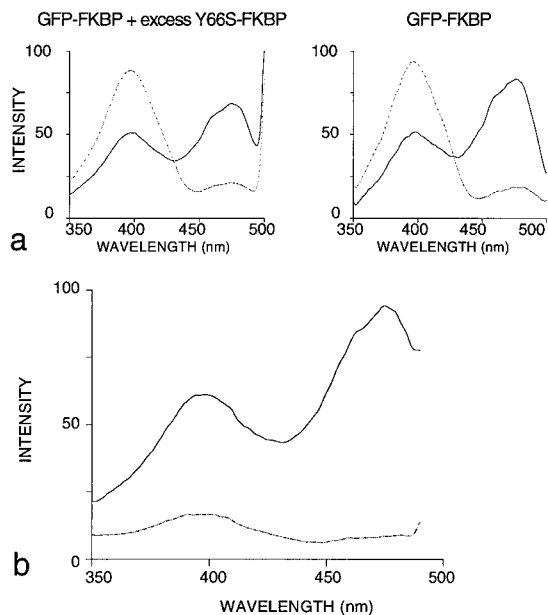 GFP-FKBP + excess Y66S-FKBP
GFP-FKBP
100
50
0
INTENSITY
350 400 450 500
WAVELENGTH (nm)
100
50
0
350 400 450 500
WAVELENGTH (nm)
a
100
50
0
INTENSITY
350 400 450 500
WAVELENGTH (nm)
b